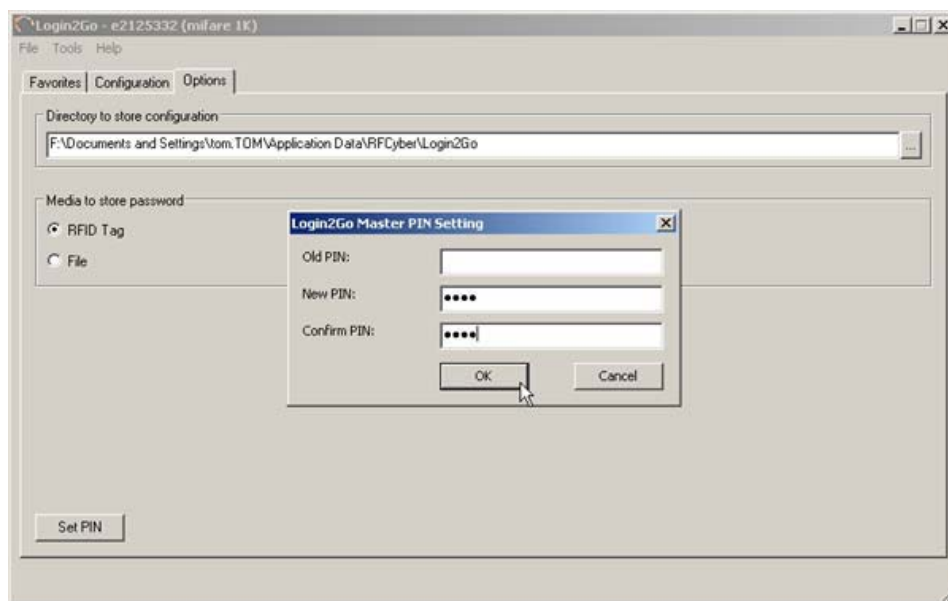 Login2Go - e2125332 (mifare 1K)
File Tools Help
Favorites Configuration Options
Directory to store configuration
F:\Documents and Settings\tom.TOM\Application Data\RFCyber\Login2Go
...
Media to store password
RFID Tag
File
Login2Go Master PIN Setting
Old PIN:
New PIN: ●●●●
Confirm PIN: ●●●●
OK Cancel
Set PIN